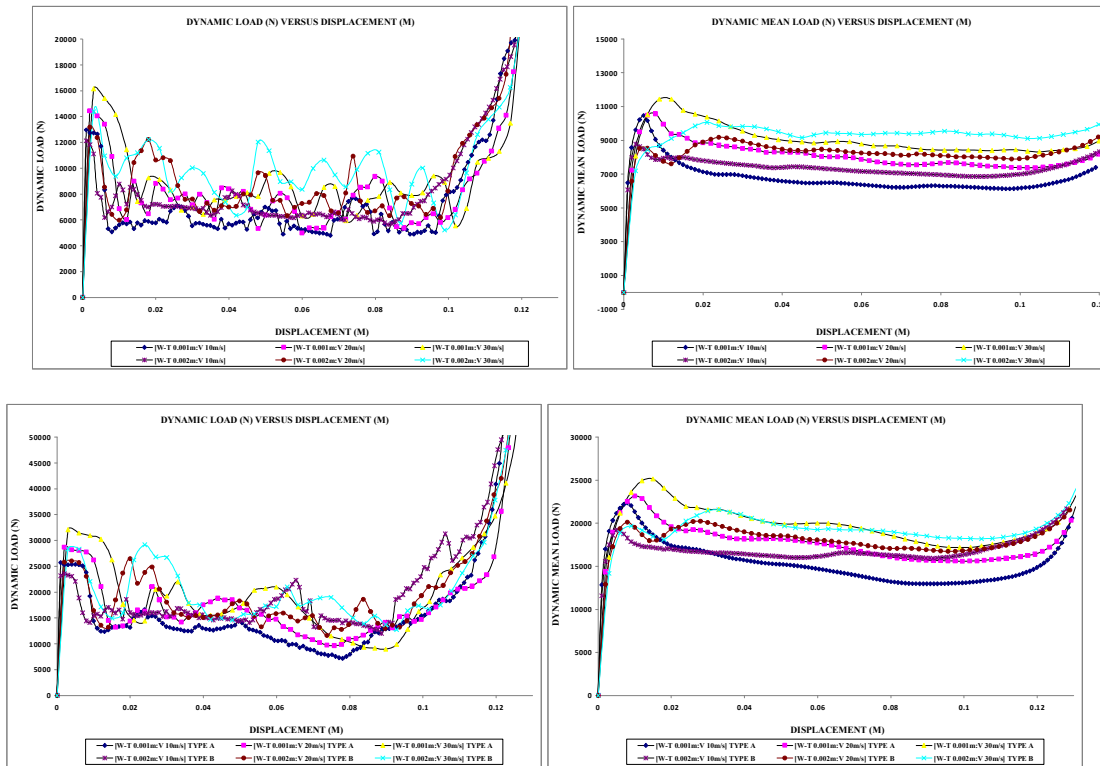 DYNAMIC LOAD (N) VERSUS DISPLACEMENT (M)
DYNAMIC LOAD (N)
20000
18000
16000
14000
12000
10000
8000
6000
4000
2000
0
0 0.02 0.04 0.06 0.08 0.1 0.12
DISPLACEMENT (M)
[W-T 0.001m:V 10m/s] [W-T 0.001m:V 20m/s] [W-T 0.001m:V 30m/s]
[W-T 0.002m:V 10m/s] [W-T 0.002m:V 20m/s] [W-T 0.002m:V 30m/s]
DYNAMIC MEAN LOAD (N) VERSUS DISPLACEMENT (M)
DYNAMIC MEAN LOAD (N)
15000
13000
11000
9000
7000
5000
3000
1000
-1000
0 0.02 0.04 0.06 0.08 0.1 0.12
DISPLACEMENT (M)
[W-T 0.001m:V 10m/s] [W-T 0.001m:V 20m/s] [W-T 0.001m:V 30m/s]
[W-T 0.002m:V 10m/s] [W-T 0.002m:V 20m/s] [W-T 0.002m:V 30m/s]
DYNAMIC LOAD (N) VERSUS DISPLACEMENT (M)
DYNAMIC LOAD (N)
50000
45000
40000
35000
30000
25000
20000
15000
10000
5000
0
0 0.02 0.04 0.06 0.08 0.1 0.12
DISPLACEMENT (M)
[W-T 0.001m:V 10m/s] TYPE A [W-T 0.001m:V 20m/s] TYPE A [W-T 0.001m:V 30m/s] TYPE A
[W-T 0.002m:V 10m/s] TYPE B [W-T 0.002m:V 20m/s] TYPE B [W-T 0.002m:V 30m/s] TYPE B
DYNAMIC MEAN LOAD (N) VERSUS DISPLACEMENT (M)
DYNAMIC MEAN LOAD (N)
30000
25000
20000
15000
10000
5000
0
0 0.02 0.04 0.06 0.08 0.1 0.12
DISPLACEMENT (M)
[W-T 0.001m:V 10m/s] TYPE A [W-T 0.001m:V 20m/s] TYPE A [W-T 0.001m:V 30m/s] TYPE A
[W-T 0.002m:V 10m/s] TYPE B [W-T 0.002m:V 20m/s] TYPE B [W-T 0.002m:V 30m/s] TYPE B